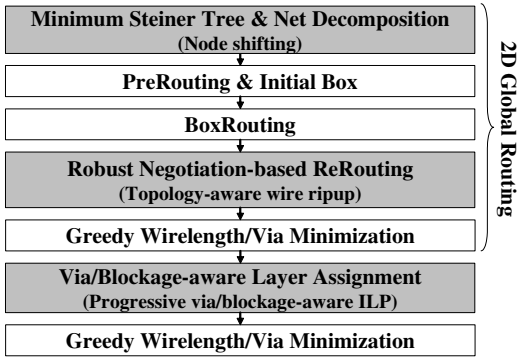 Minimum Steiner Tree & Net Decomposition
(Node shifting)
PreRouting & Initial Box
BoxRouting
Robust Negotiation-based ReRouting
(Topology-aware wire ripup)
Greedy Wirelength/Via Minimization
Via/Blockage-aware Layer Assignment
(Progressive via/blockage-aware ILP)
Greedy Wirelength/Via Minimization
2D Global Routing